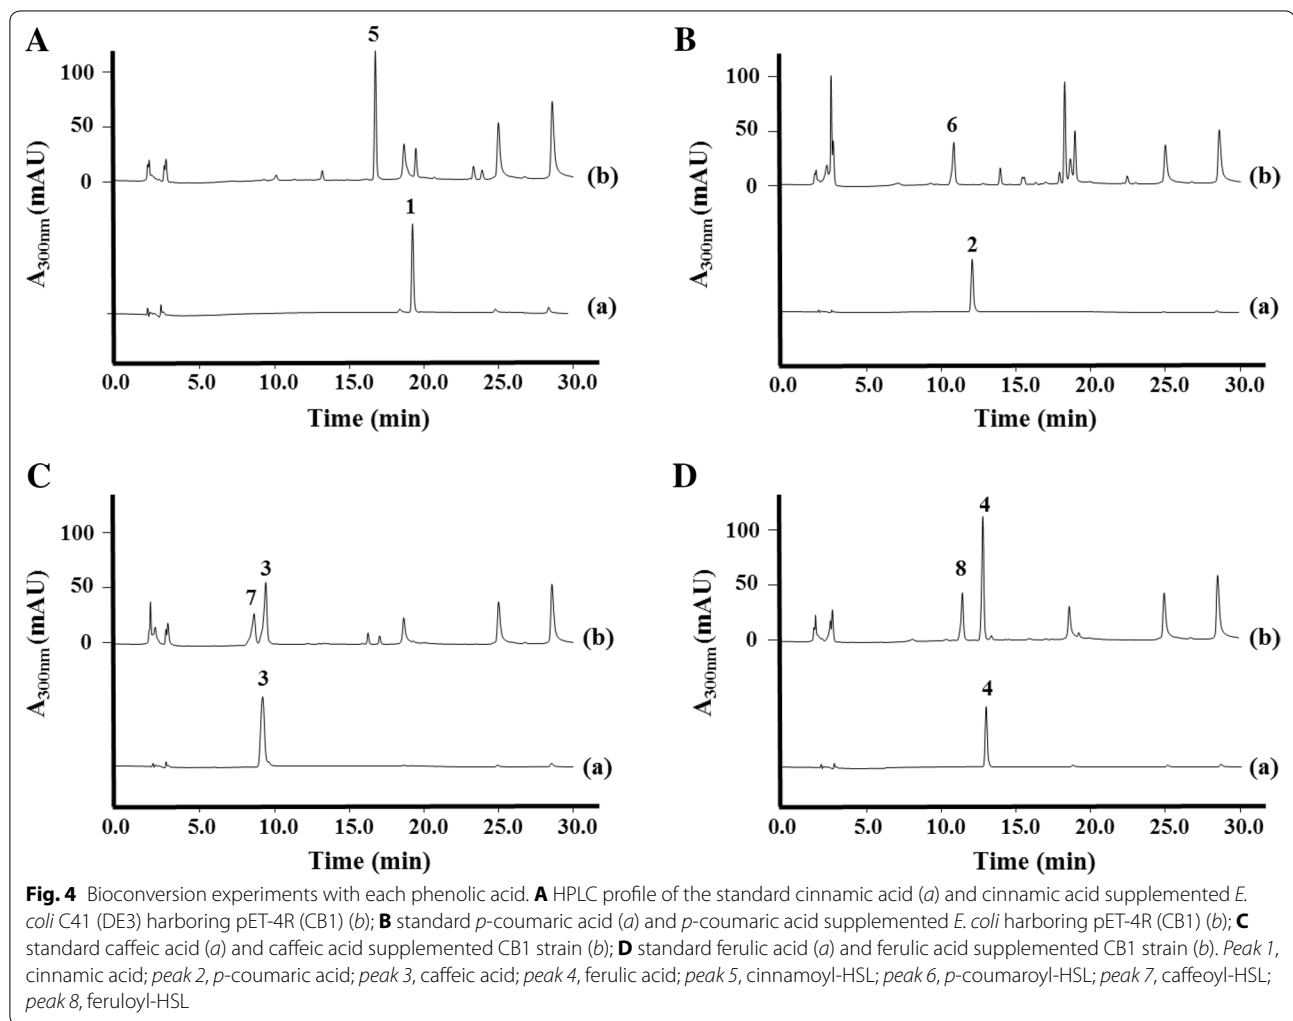 A
B
5
100
50
0
(b)
1
(a)
A300nm (mAU)
0.0 5.0 10.0 15.0 20.0 25.0 30.0
Time (min)
100
50
0
6
(b)
2
(a)
A300nm (mAU)
0.0 5.0 10.0 15.0 20.0 25.0 30.0
Time (min)
C
D
100
50
0
7
3
(b)
3
(a)
A300nm (mAU)
0.0 5.0 10.0 15.0 20.0 25.0 30.0
Time (min)
4
100
8
50
0
(b)
4
(a)
A300nm (mAU)
0.0 5.0 10.0 15.0 20.0 25.0 30.0
Time (min)
Fig. 4 Bioconversion experiments with each phenolic acid. A HPLC profile of the standard cinnamic acid (a) and cinnamic acid supplemented E.
coli C41 (DE3) harboring pET-4R (CB1) (b); B standard p-coumaric acid (a) and p-coumaric acid supplemented E. coli harboring pET-4R (CB1) (b); C
standard caffeic acid (a) and caffeic acid supplemented CB1 strain (b); D standard ferulic acid (a) and ferulic acid supplemented CB1 strain (b). Peak 1,
cinnamic acid; peak 2, p-coumaric acid; peak 3, caffeic acid; peak 4, ferulic acid; peak 5, cinnamoyl-HSL; peak 6, p-coumaroyl-HSL; peak 7, caffeoyl-HSL;
peak 8, feruloyl-HSL